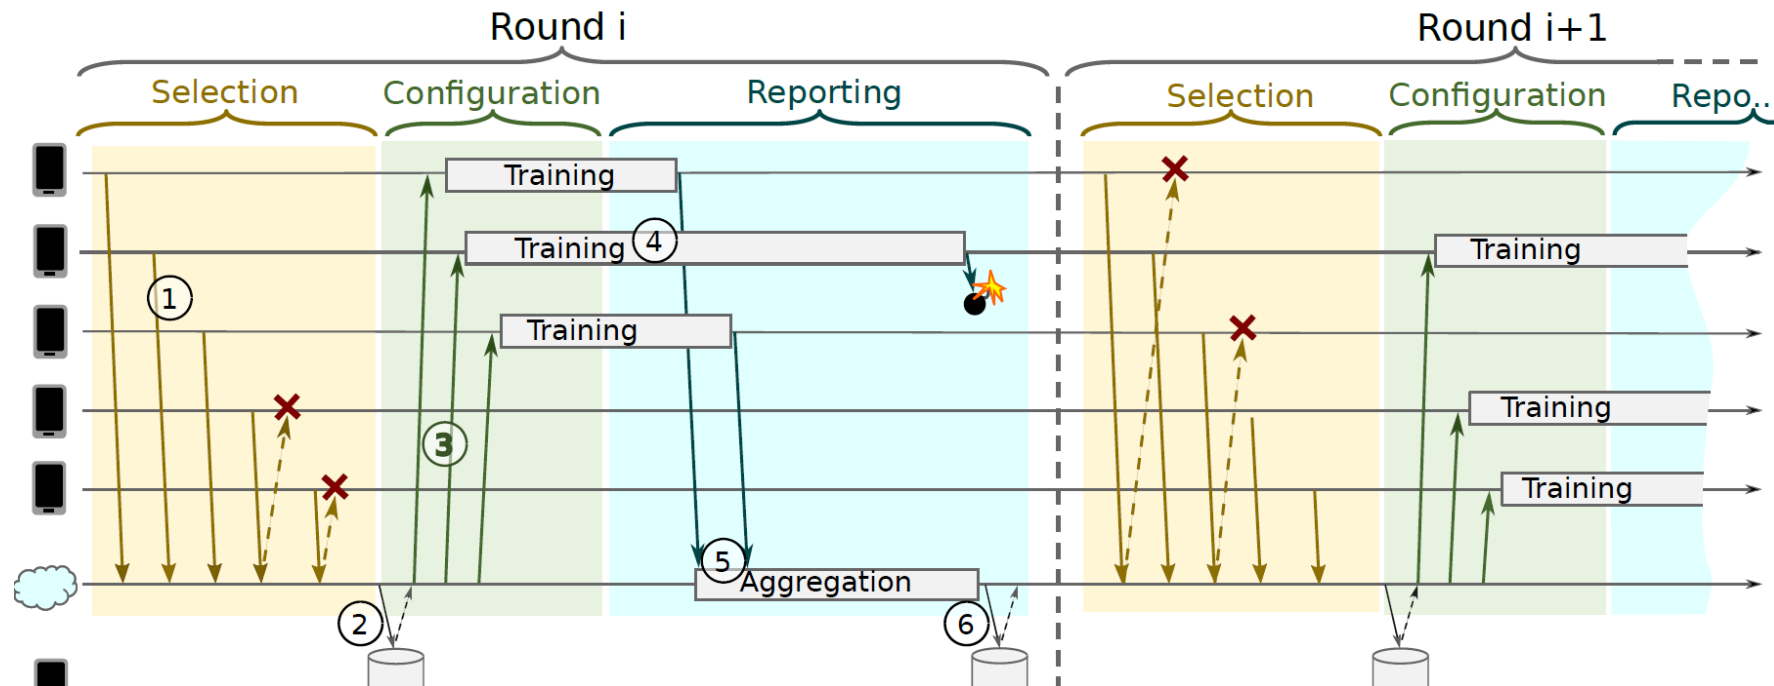 Round i
Round i+1
Selection
Configuration
Reporting
Selection
Configuration
Repo..
Training
Training
4
Training
1
Training
Training
3
Training
Training
5
Aggregation
2
6